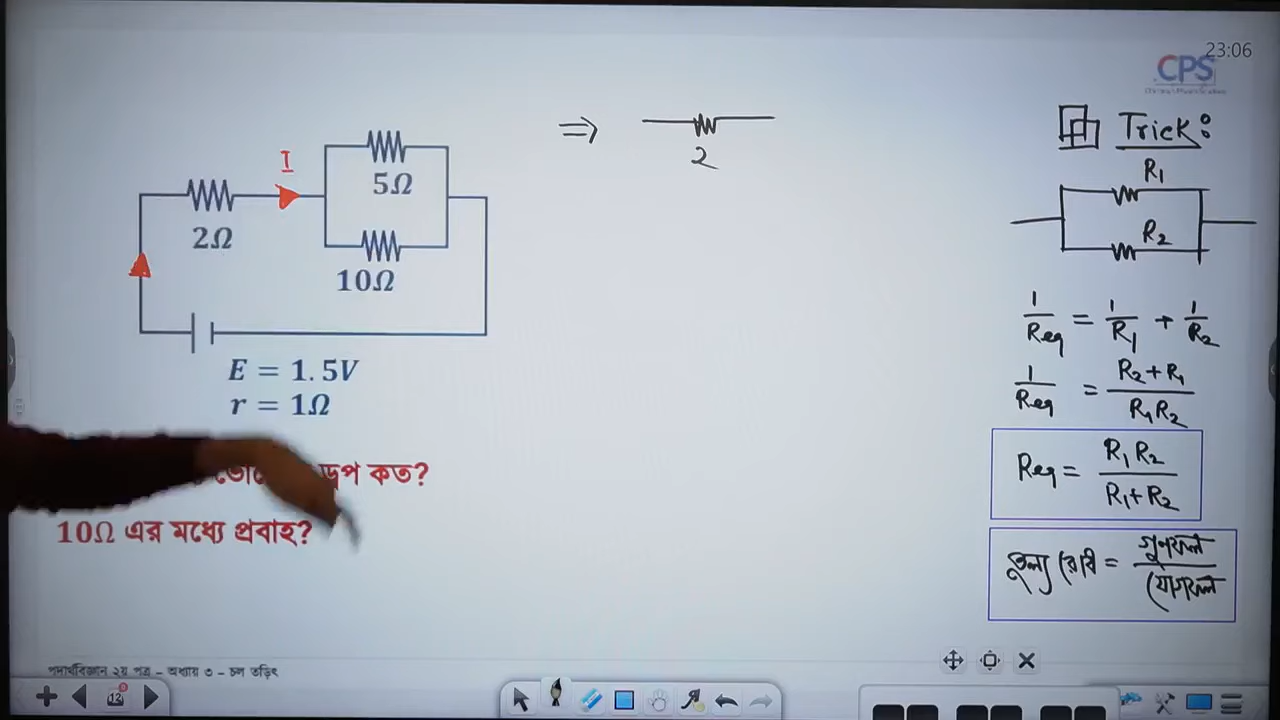 23:06
CPS
Trick:
R₁
R₂
I
5Ω
2Ω
10Ω
E = 1.5V
r = 1Ω
⇒
2
1/Req = 1/R₁ + 1/R₂
1/Req = R₂+R₁/R₁R₂
Req = R₁R₂/R₁+R₂
তুল্য রোধ = গুণফল/যোগফল
কত?
10Ω এর মধ্যে প্রবাহ?
পদার্থবিজ্ঞান ২য় পত্র – অধ্যায় ৩ – চল তড়িৎ
12